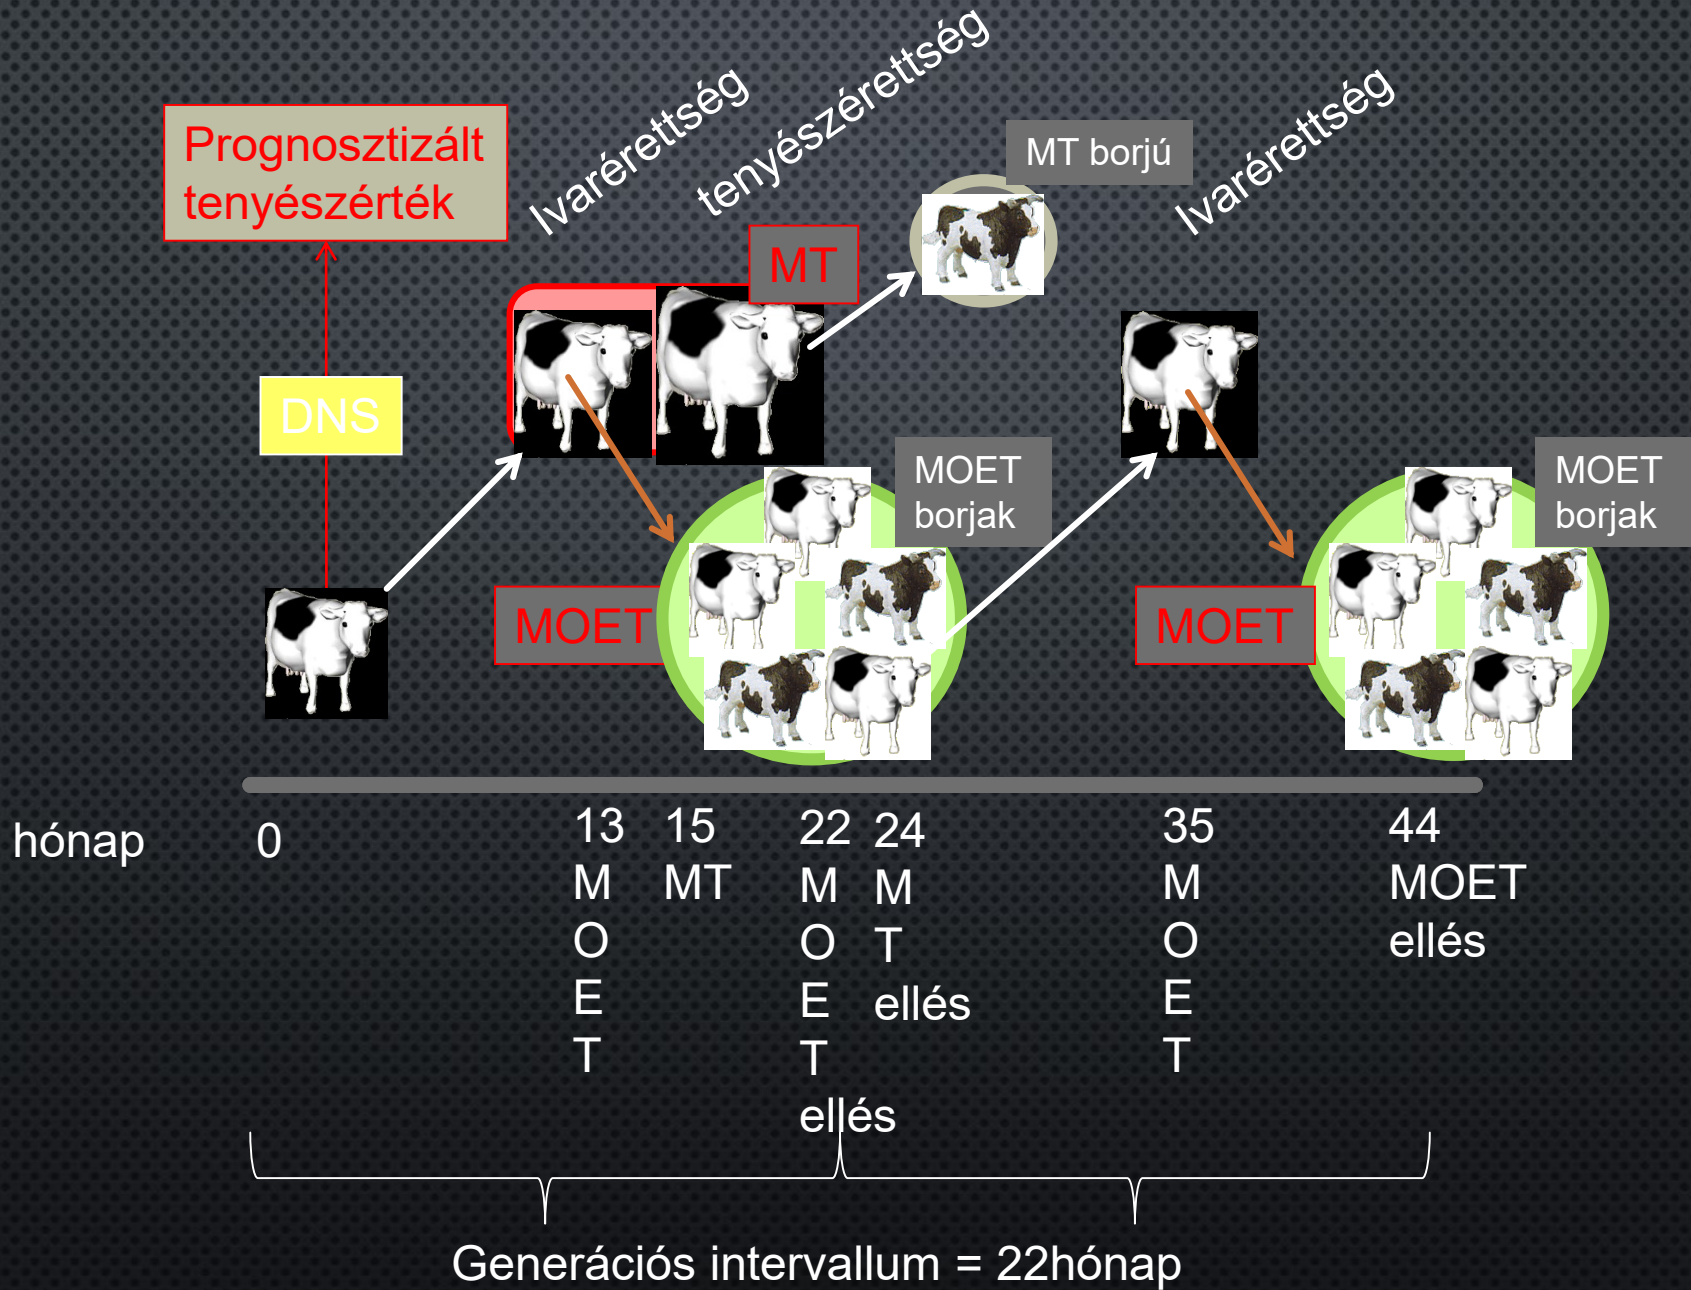 Ivarérettség
tenyészérettség
Ivarérettség
Prognosztizált
tenyészérték
MT borjú
MT
DNS
MOET
borjak
MOET
borjak
MOET
MOET
hónap
0
13
M
O
E
T
15
MT
22
M
O
E
T
ellés
24
M
T
ellés
35
M
O
E
T
44
MOET
ellés
Generációs intervallum = 22hónap